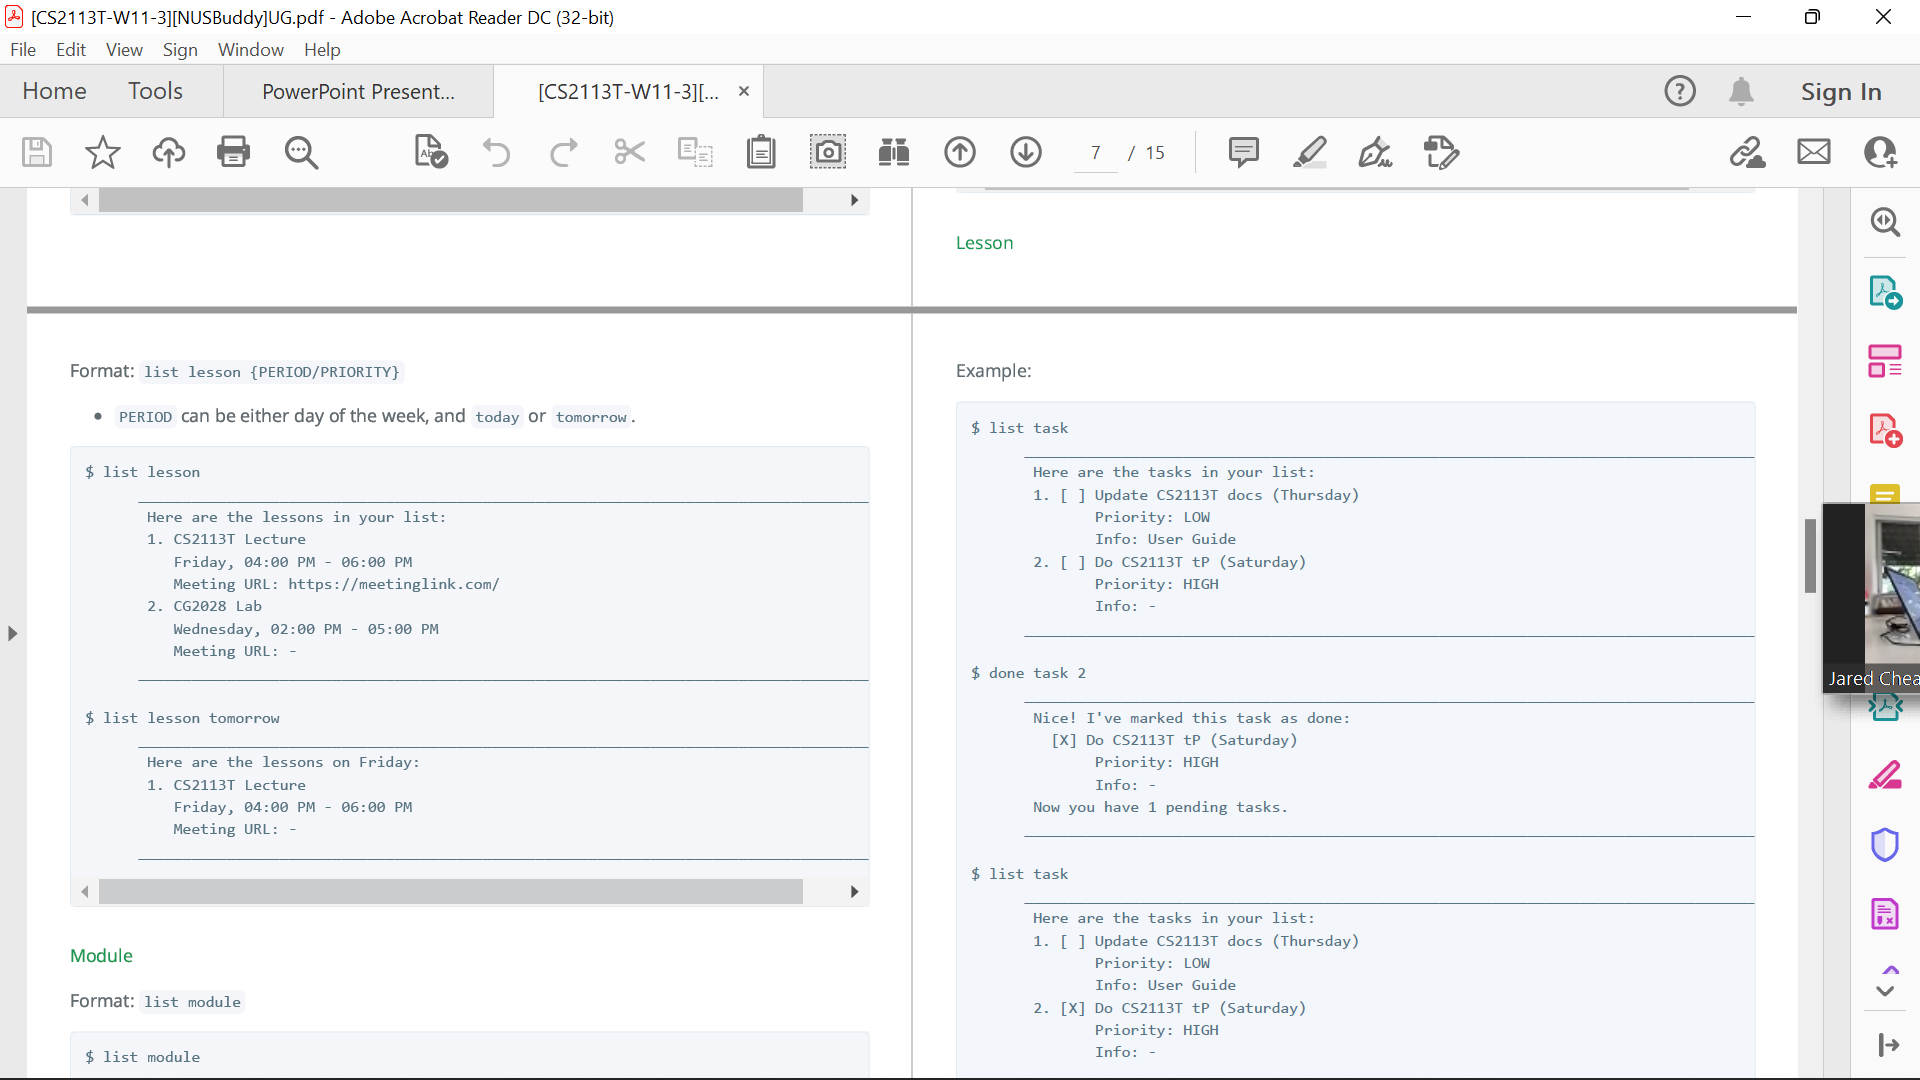 [CS2113T-W11-3][NUSBuddy]UG.pdf - Adobe Acrobat Reader DC (32-bit)
File Edit View Sign Window Help
Home Tools PowerPoint Present... [CS2113T-W11-3][... × Sign In
7 / 15
Lesson
Format: list lesson {PERIOD/PRIORITY}
• PERIOD can be either day of the week, and today or tomorrow.
$ list lesson
Here are the lessons in your list:
1. CS2113T Lecture
Friday, 04:00 PM - 06:00 PM
Meeting URL: https://meetinglink.com/
2. CG2028 Lab
Wednesday, 02:00 PM - 05:00 PM
Meeting URL: -
$ list lesson tomorrow
Here are the lessons on Friday:
1. CS2113T Lecture
Friday, 04:00 PM - 06:00 PM
Meeting URL: -
Module
Format: list module
$ list module
Example:
$ list task
Here are the tasks in your list:
1. [ ] Update CS2113T docs (Thursday)
Priority: LOW
Info: User Guide
2. [ ] Do CS2113T tP (Saturday)
Priority: HIGH
Info: -
$ done task 2
Nice! I've marked this task as done:
[X] Do CS2113T tP (Saturday)
Priority: HIGH
Info: -
Now you have 1 pending tasks.
$ list task
Here are the tasks in your list:
1. [ ] Update CS2113T docs (Thursday)
Priority: LOW
Info: User Guide
2. [X] Do CS2113T tP (Saturday)
Priority: HIGH
Info: -
Jared Chea